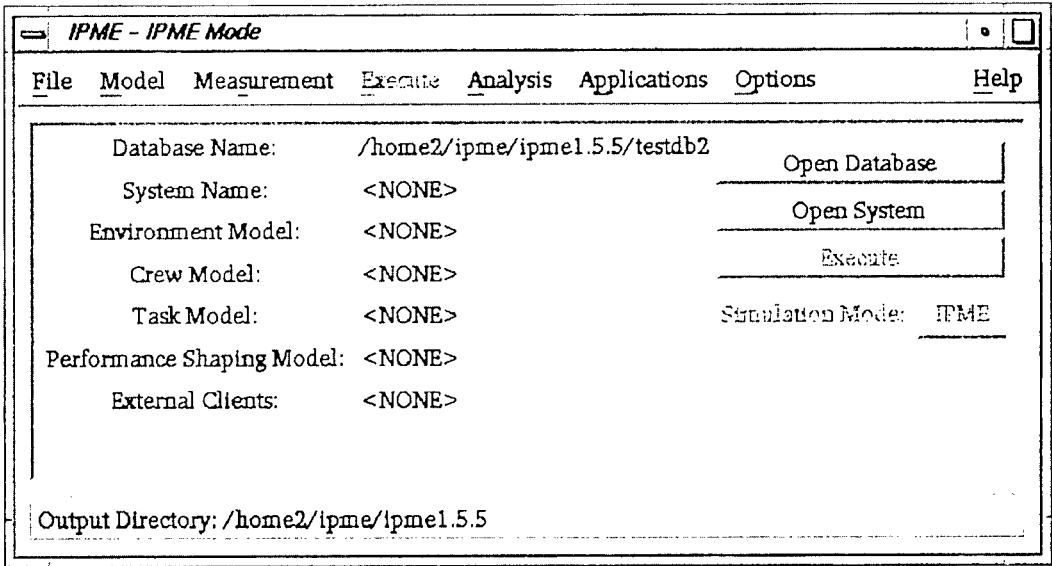 IPME - IPME Mode
File Model Measurement Execute Analysis Applications Options Help
Database Name: /home2/ipme/ipme1.5.5/testdb2
Open Database
System Name: <NONE>
Open System
Environment Model: <NONE>
Execute
Crew Model: <NONE>
Task Model: <NONE>
Simulation Mode: IPME
Performance Shaping Model: <NONE>
External Clients: <NONE>
Output Directory: /home2/ipme/ipme1.5.5